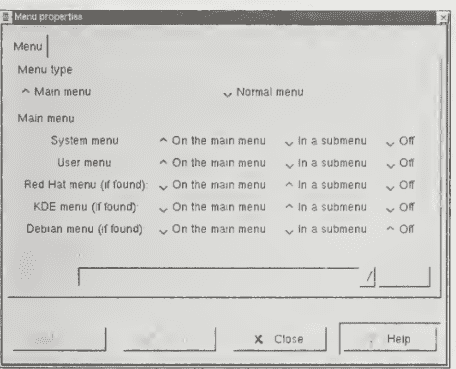 Menu properties
Menu
Menu type
Main menu Normal menu
Main menu
System menu On the main menu In a submenu Off
User menu On the main menu In a submenu Off
Red Hat menu (if found): On the main menu In a submenu Off
KDE menu (if found): On the main menu In a submenu Off
Debian menu (if found) On the main menu In a submenu Off
X Close Help